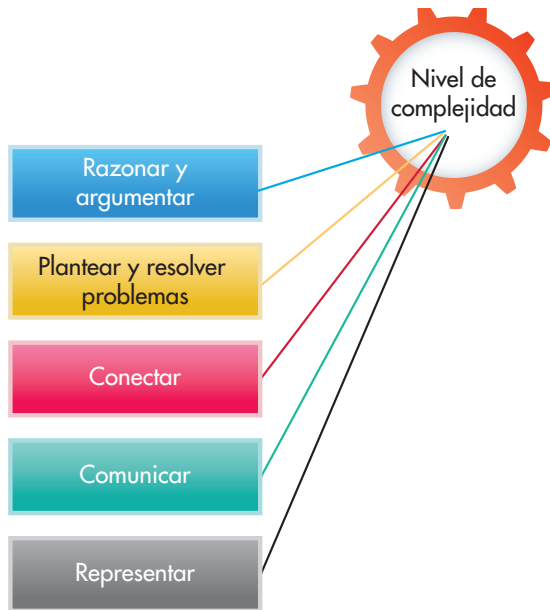 Nivel de
complejidad
Razonar y
argumentar
Plantear y resolver
problemas
Conectar
Comunicar
Representar